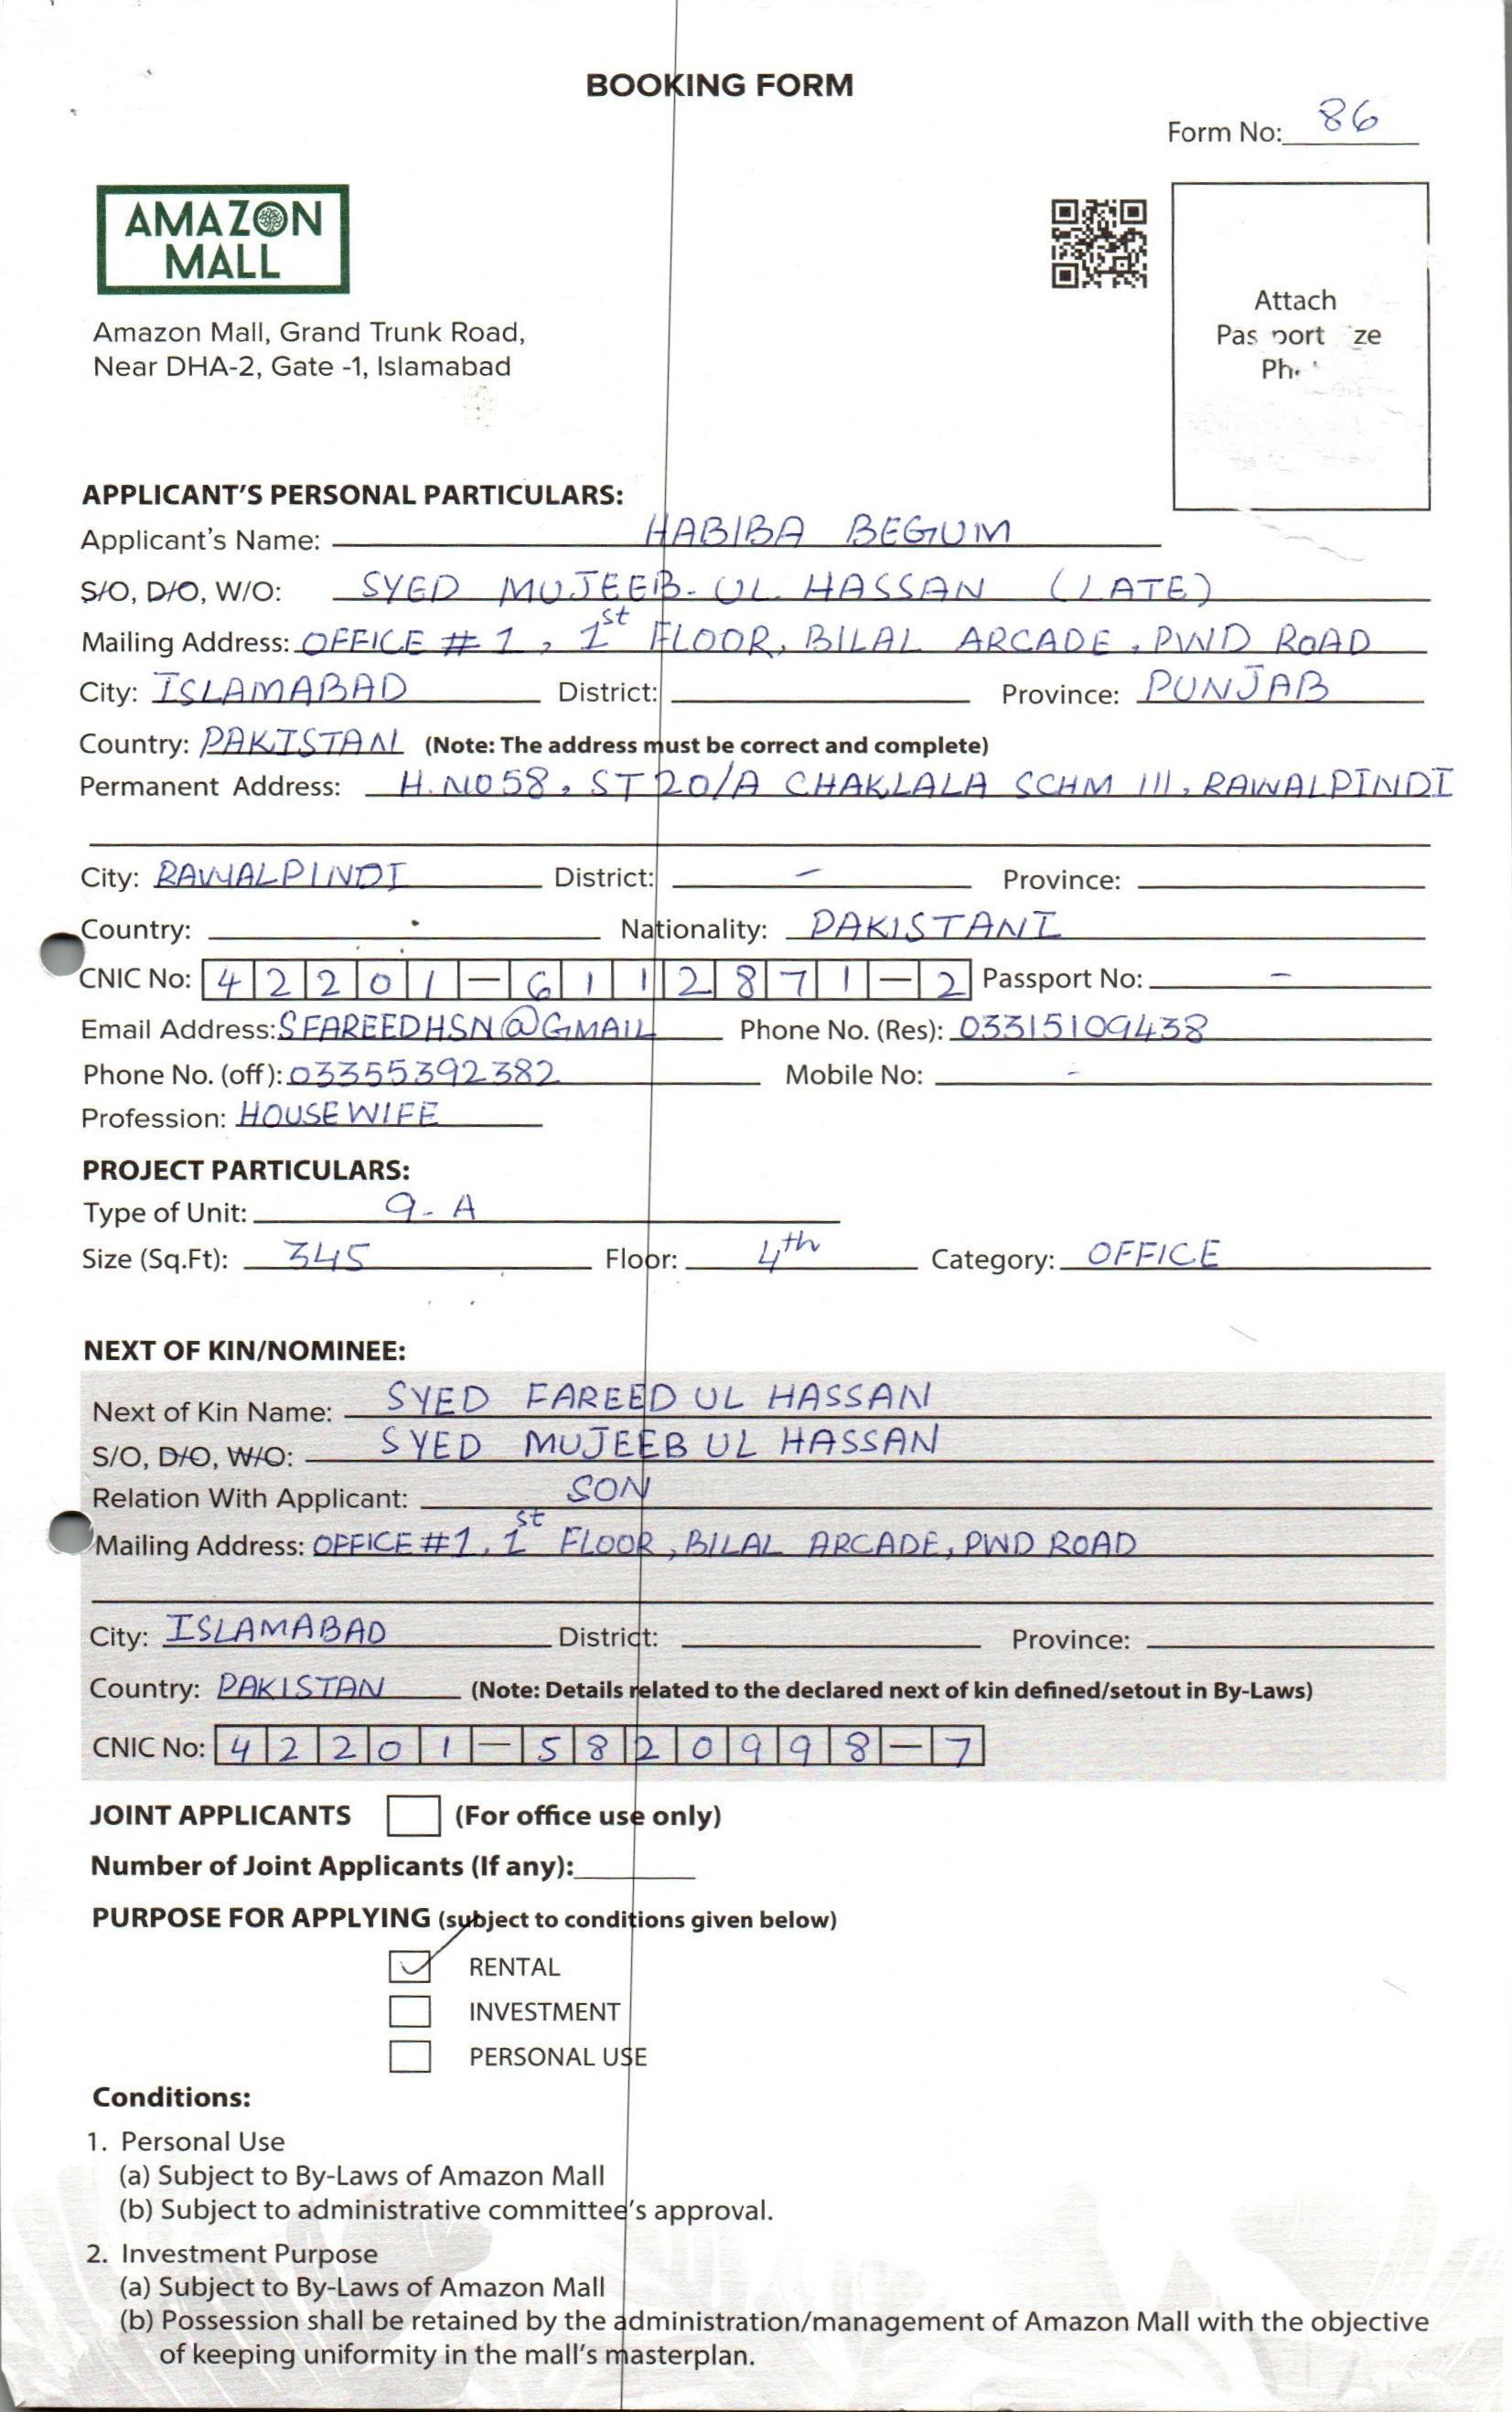 BOOKING FORM
Form No: 86
AMAZON
MALL
Amazon Mall, Grand Trunk Road,
Near DHA-2, Gate -1, Islamabad
Attach
Pas port ze
Ph
APPLICANT'S PERSONAL PARTICULARS:
Applicant's Name: HABIBA BEGUM
S/O, D/O, W/O: SYED MUJEEB-UL HASSAN (LATE)
Mailing Address: OFFICE # 1, 1st FLOOR, BILAL ARCADE, PWD ROAD
City: ISLAMABAD District: Province: PUNJAB
Country: PAKISTAN (Note: The address must be correct and complete)
Permanent Address: H.NO 58, ST 20/A CHAKLALA SCHM III, RAWALPINDI
City: RAWALPINDI District: - Province:
Country: Nationality: PAKISTANI
CNIC No: 42201-6112871-2 Passport No: -
Email Address: SFAREEDHSN@GMAIL Phone No. (Res): 03315109438
Phone No. (off): 03355392382 Mobile No: -
Profession: HOUSEWIFE
PROJECT PARTICULARS:
Type of Unit: 9-A
Size (Sq.Ft): 345 Floor: 4th Category: OFFICE
NEXT OF KIN/NOMINEE:
Next of Kin Name: SYED FAREED UL HASSAN
S/O, D/O, W/O: SYED MUJEEB UL HASSAN
Relation With Applicant: SON
Mailing Address: OFFICE #1, 1st FLOOR, BILAL ARCADE, PWD ROAD
City: ISLAMABAD District: Province:
Country: PAKISTAN (Note: Details related to the declared next of kin defined/setout in By-Laws)
CNIC No: 42201-5820998-7
JOINT APPLICANTS (For office use only)
Number of Joint Applicants (If any):
PURPOSE FOR APPLYING (subject to conditions given below)
RENTAL
INVESTMENT
PERSONAL USE
Conditions:
1. Personal Use
(a) Subject to By-Laws of Amazon Mall
(b) Subject to administrative committee's approval.
2. Investment Purpose
(a) Subject to By-Laws of Amazon Mall
(b) Possession shall be retained by the administration/management of Amazon Mall with the objective
of keeping uniformity in the mall's masterplan.